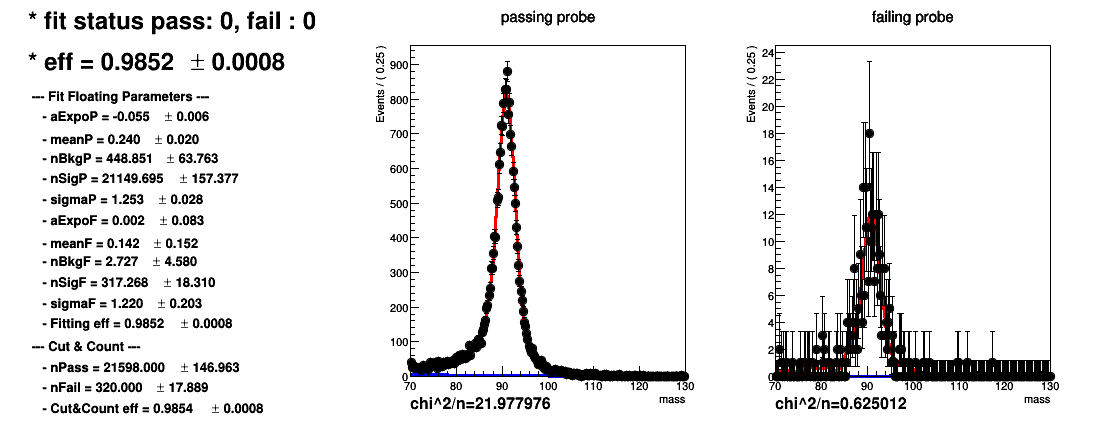 * fit status pass: 0, fail : 0
* eff = 0.9852 ± 0.0008
--- Fit Floating Parameters ---
- aExpoP = -0.055 ± 0.006
- meanP = 0.240 ± 0.020
- nBkgP = 448.851 ± 63.763
- nSigP = 21149.695 ± 157.377
- sigmaP = 1.253 ± 0.028
- aExpoF = 0.002 ± 0.083
- meanF = 0.142 ± 0.152
- nBkgF = 2.727 ± 4.580
- nSigF = 317.268 ± 18.310
- sigmaF = 1.220 ± 0.203
- Fitting eff = 0.9852 ± 0.0008
--- Cut & Count ---
- nPass = 21598.000 ± 146.963
- nFail = 320.000 ± 17.889
- Cut&Count eff = 0.9854 ± 0.0008
passing probe
Events / ( 0.25 )
900
800
700
600
500
400
300
200
100
0
70 80 90 100 110 120 130
mass
chi^2/n=21.977976
failing probe
Events / ( 0.25 )
24
22
20
18
16
14
12
10
8
6
4
2
0
70 80 90 100 110 120 130
mass
chi^2/n=0.625012